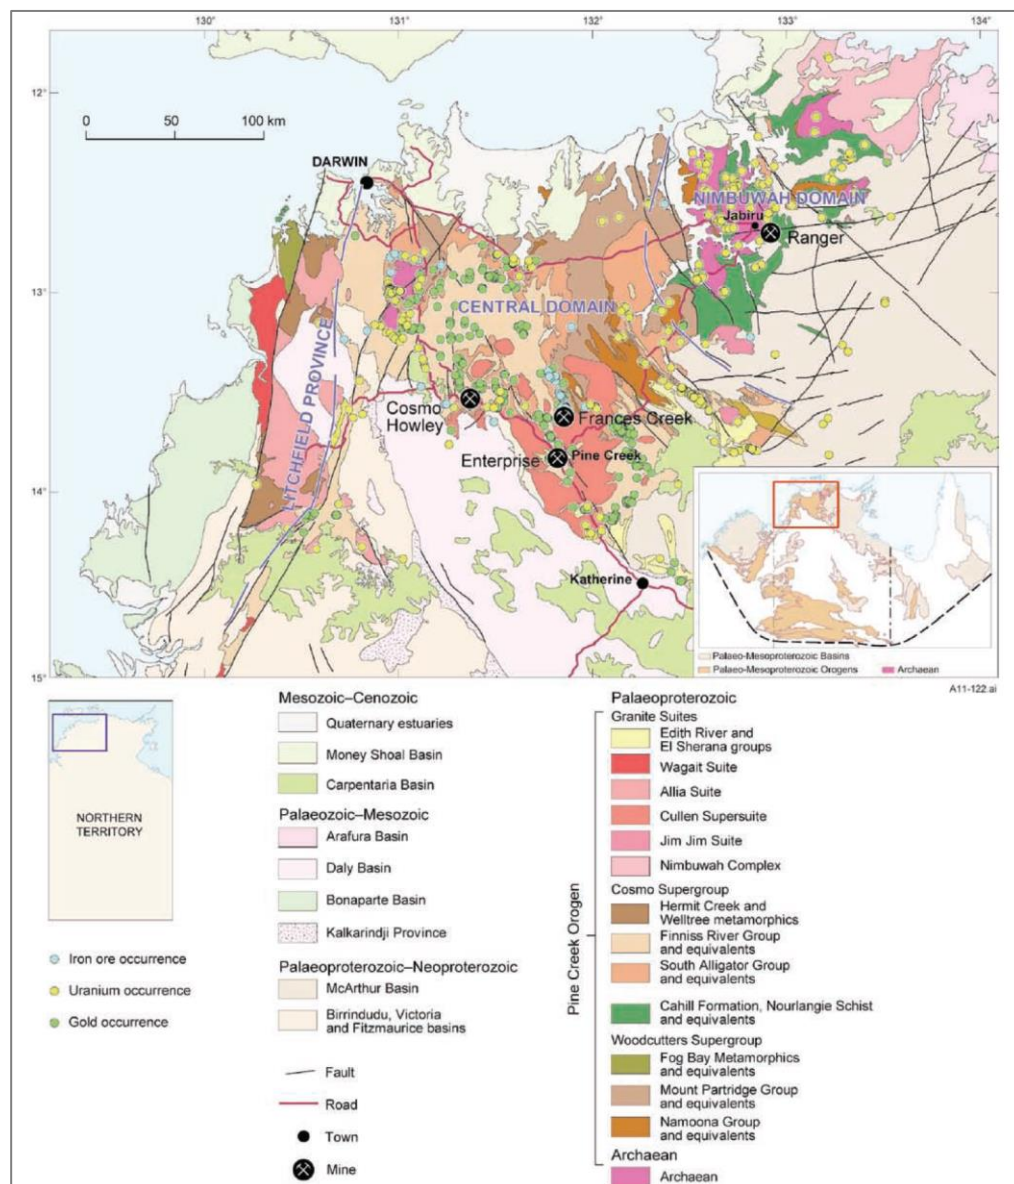 130°
131°
132°
133°
134°
12°
0 50 100 km
DARWIN
NIMBUWAH DOMAIN
Jabiru
Ranger
13°
CENTRAL DOMAIN
LITCHFIELD PROVINCE
Cosmo
Howley
Frances Creek
Enterprise
Pine Creek
14°
Katherine
Palaeo-Mesoproterozoic Basins
Palaeo-Mesoproterozoic Orogens
Archaean
15°
A11-122.ai
NORTHERN
TERRITORY
Iron ore occurrence
Uranium occurrence
Gold occurrence
Mesozoic–Cenozoic
Quaternary estuaries
Money Shoal Basin
Carpentaria Basin
Palaeozoic–Mesozoic
Arafura Basin
Daly Basin
Bonaparte Basin
Kalkarindji Province
Palaeoproterozoic–Neoproterozoic
McArthur Basin
Birrindudu, Victoria
and Fitzmaurice basins
Fault
Road
Town
Mine
Pine Creek Orogen
Palaeoproterozoic
Granite Suites
Edith River and
El Sherana groups
Wagait Suite
Allia Suite
Cullen Supersuite
Jim Jim Suite
Nimbuwah Complex
Cosmo Supergroup
Hermit Creek and
Welltree metamorphics
Finniss River Group
and equivalents
South Alligator Group
and equivalents
Cahill Formation, Nourlangie Schist
and equivalents
Woodcutters Supergroup
Fog Bay Metamorphics
and equivalents
Mount Partridge Group
and equivalents
Namoona Group
and equivalents
Archaean
Archaean